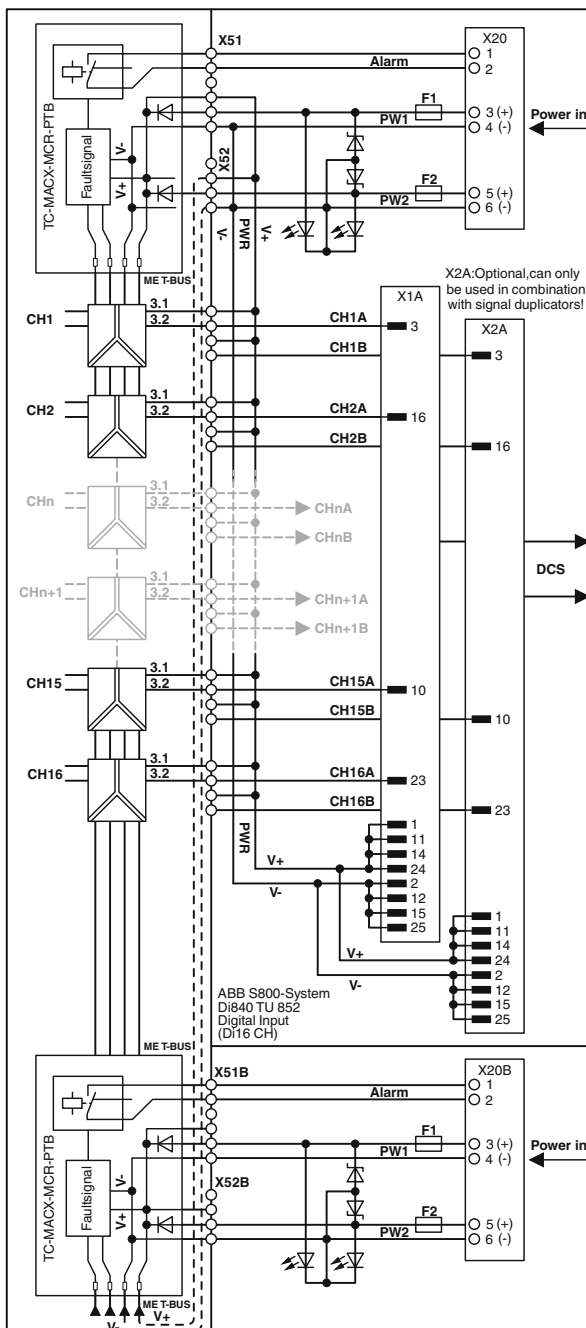 X51
X20
1
Alarm
2
TC-MACX-MCR-PTB
F1
3 (+)
Power in
PW1
4 (-)
Faultsignal
V-
V+
X52
F2
5 (+)
PW2
6 (-)
V-
PWR
V+
ME T-BUS
X2A:Optional,can only
be used in combination
with signal duplicators!
X1A
X2A
CH1
3.1
3.2
CH1A
3
CH1B
3
CH2
3.1
3.2
CH2A
16
CH2B
16
CHn
3.1
3.2
CHnA
CHnB
DCS
CHn+1
3.1
3.2
CHn+1A
CHn+1B
CH15
3.1
3.2
CH15A
10
CH15B
10
CH16
3.1
3.2
CH16A
23
CH16B
23
PWR
1
11
14
V+
24
V-
2
12
15
25
1
11
14
V+
24
V-
2
12
15
25
ABB S800-System
Di840 TU 852
Digital Input
(Di16 CH)
ME T-BUS
X51B
X20B
1
Alarm
2
TC-MACX-MCR-PTB
F1
3 (+)
Power in
PW1
4 (-)
Faultsignal
V-
V+
X52B
F2
5 (+)
PW2
6 (-)
ME T-BUS
V-
V+